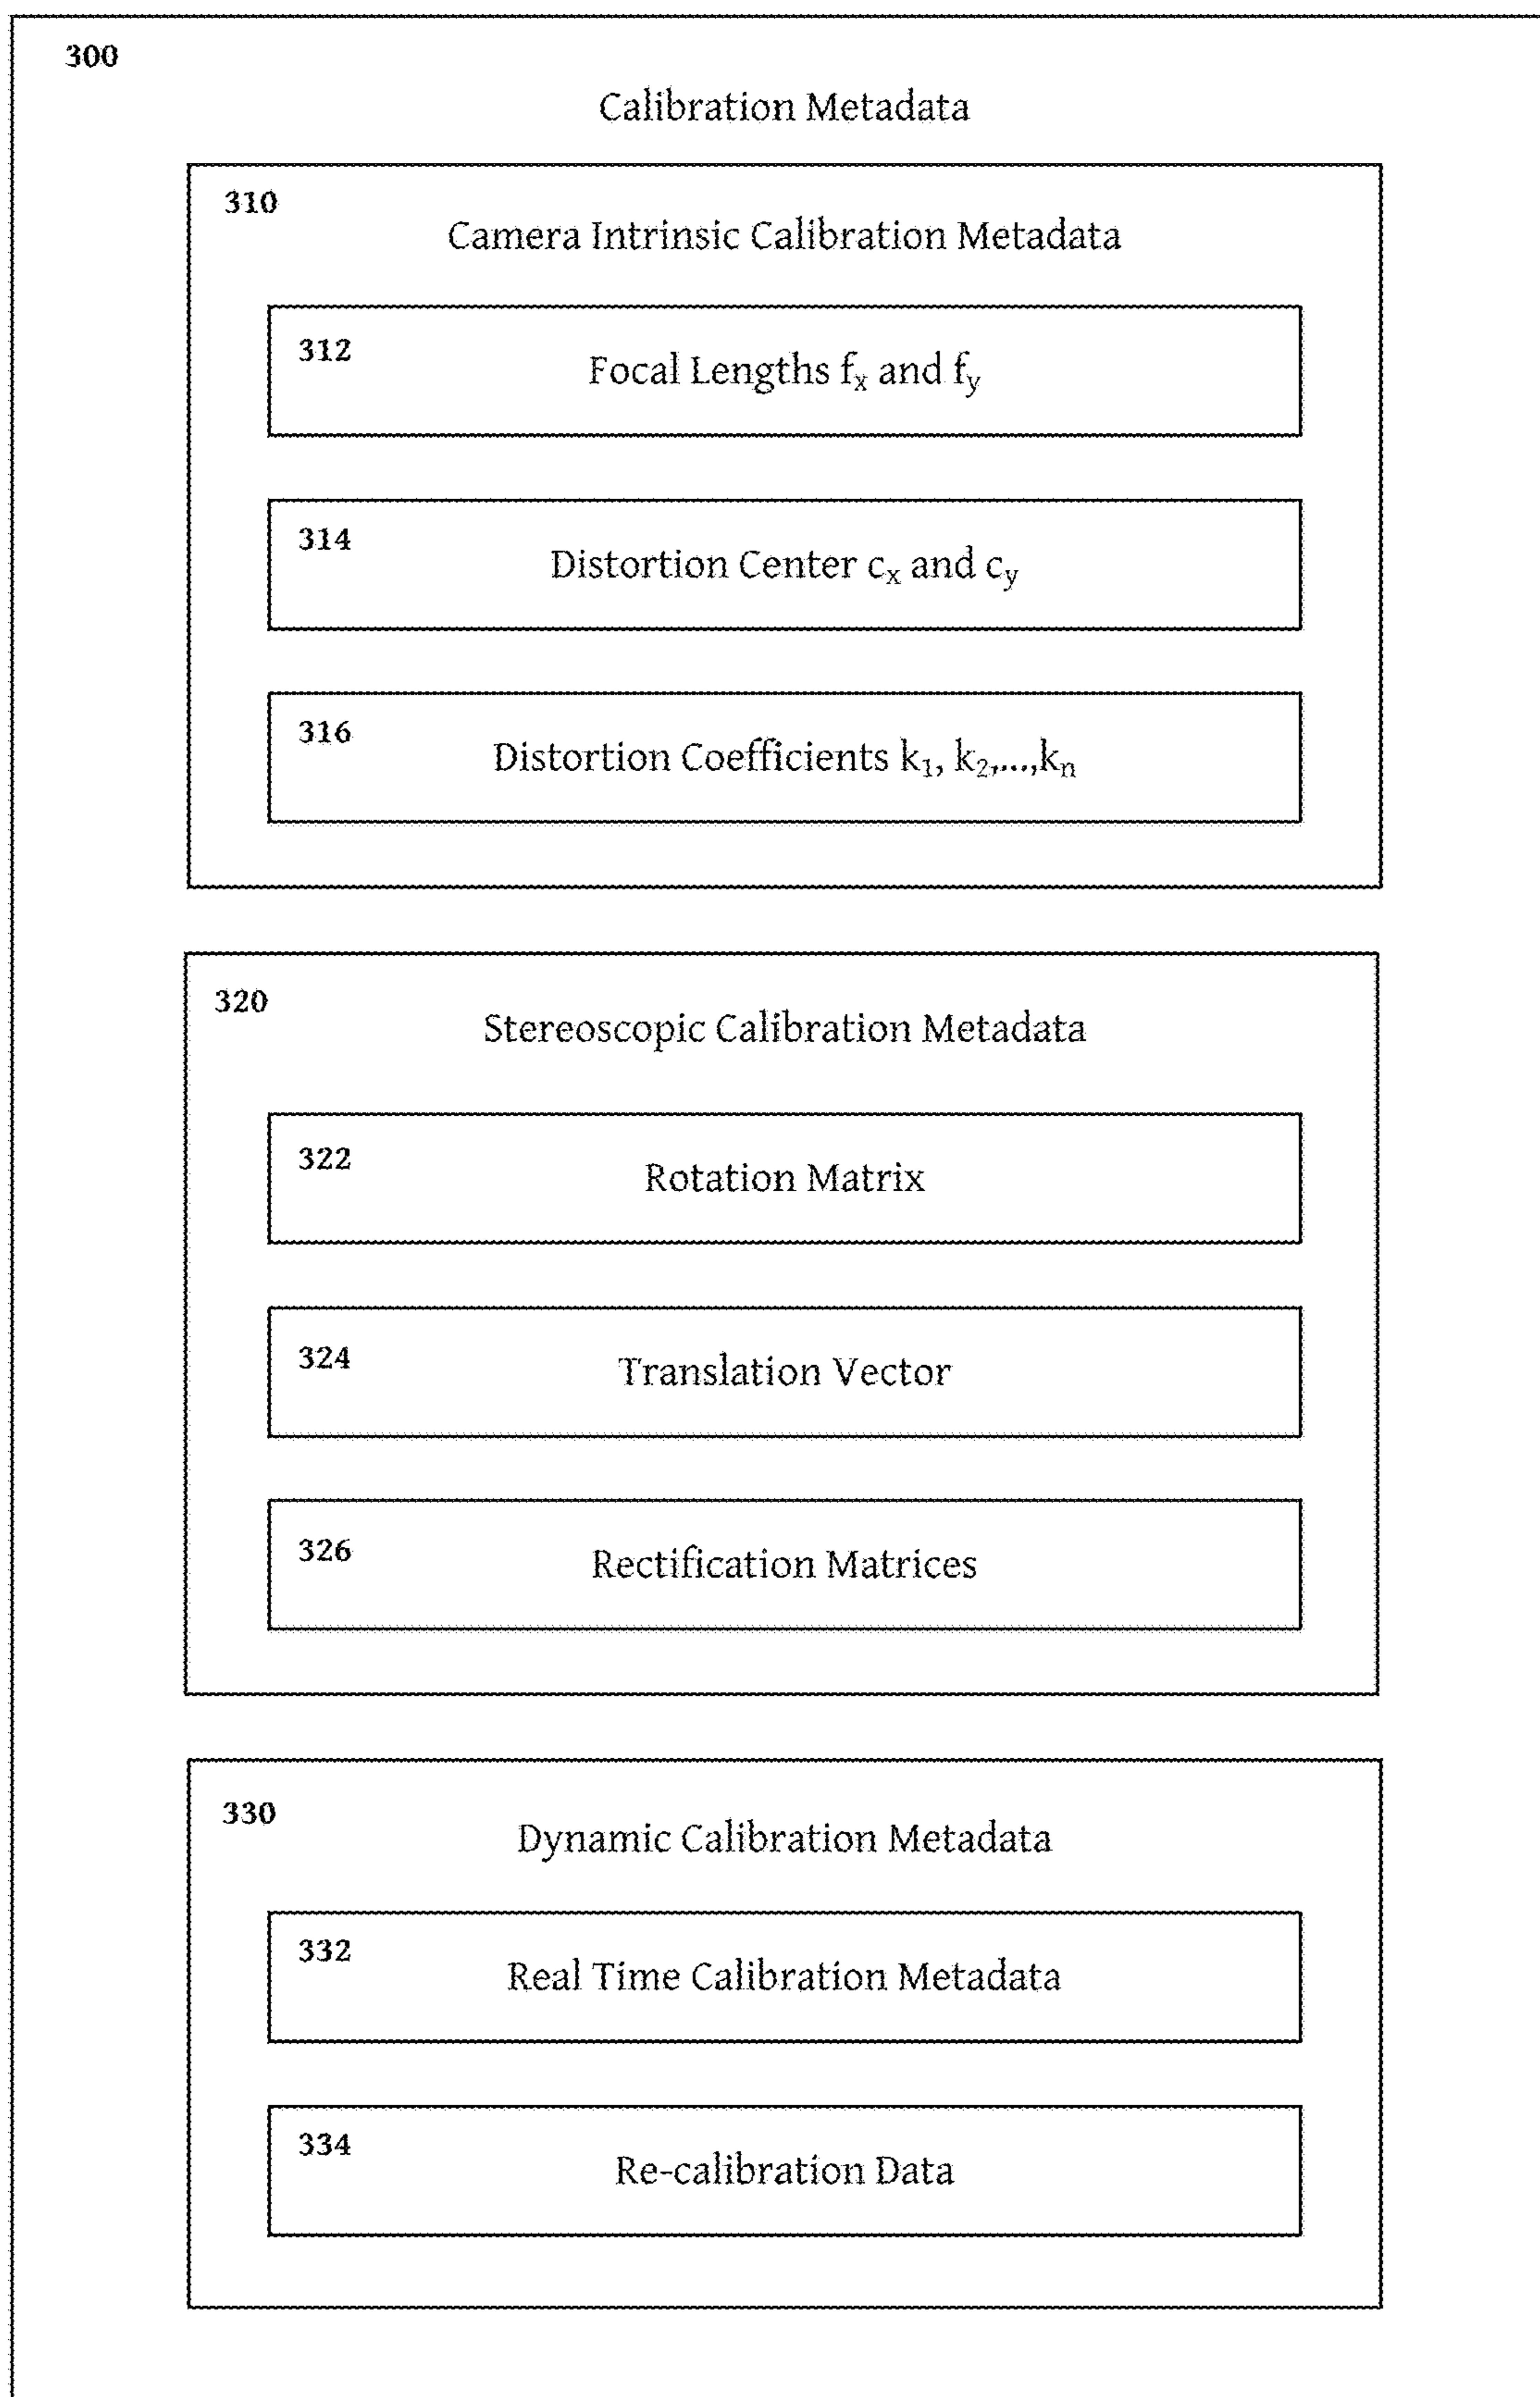 300
Calibration Metadata
310
Camera Intrinsic Calibration Metadata
312
Focal Lengths fₓ and fᵧ
314
Distortion Center cₓ and cᵧ
316
Distortion Coefficients k₁, k₂,...,kₙ
320
Stereoscopic Calibration Metadata
322
Rotation Matrix
324
Translation Vector
326
Rectification Matrices
330
Dynamic Calibration Metadata
332
Real Time Calibration Metadata
334
Re-calibration Data